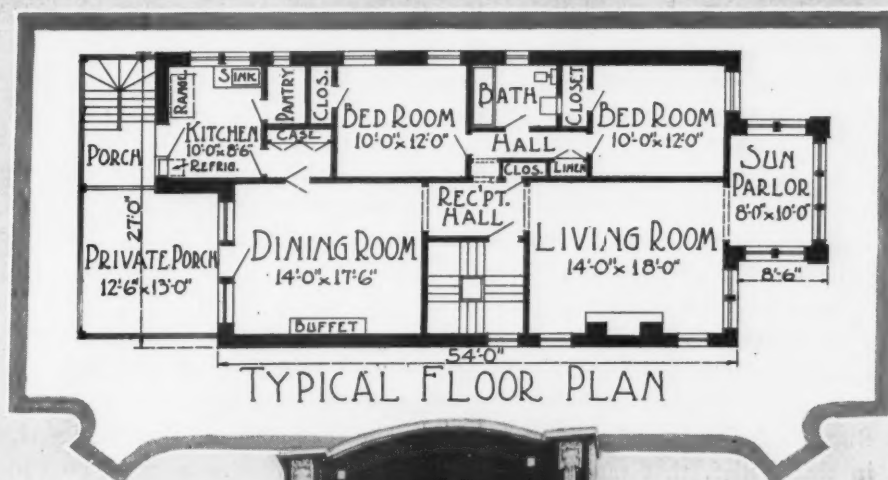 RANGE
SINK
PANTRY
CLOS.
BED ROOM
10'-0" x 12'-0"
BATH
CLOSET
BED ROOM
10'-0" x 12'-0"
KITCHEN
10'-0" x 8'-6"
REFRIG.
CASE
HALL
CLOS.
LINEN
PORCH
27'-0"
SUN
PARLOR
8'-0" x 10'-0"
8'-6"
REC'PT.
HALL
PRIVATE PORCH
12'-6" x 13'-0"
DINING ROOM
14'-0" x 17'-6"
LIVING ROOM
14'-0" x 18'-0"
BUFFET
54'-0"
TYPICAL FLOOR PLAN